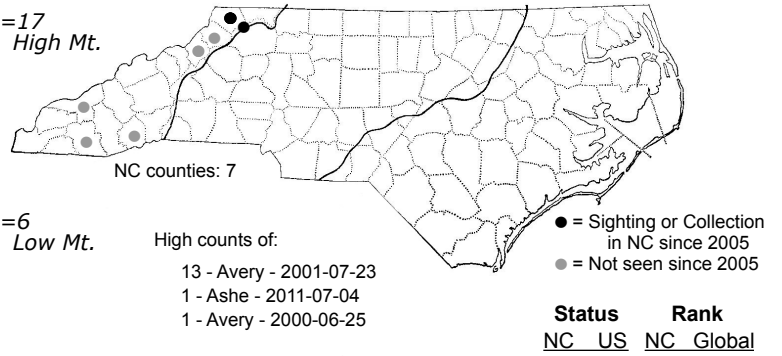 =17
High Mt.
NC counties: 7
=6
Low Mt.
High counts of:
13 - Avery - 2001-07-23
1 - Ashe - 2011-07-04
1 - Avery - 2000-06-25
● = Sighting or Collection
in NC since 2005
● = Not seen since 2005
Status Rank
NC US NC Global